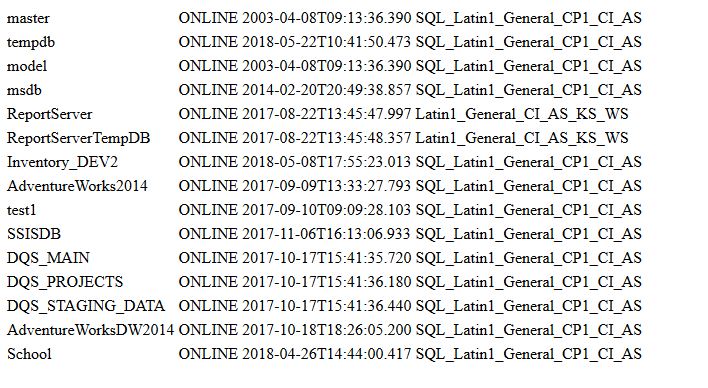 master ONLINE 2003-04-08T09:13:36.390 SQL_Latin1_General_CP1_CI_AS
tempdb ONLINE 2018-05-22T10:41:50.473 SQL_Latin1_General_CP1_CI_AS
model ONLINE 2003-04-08T09:13:36.390 SQL_Latin1_General_CP1_CI_AS
msdb ONLINE 2014-02-20T20:49:38.857 SQL_Latin1_General_CP1_CI_AS
ReportServer ONLINE 2017-08-22T13:45:47.997 Latin1_General_CI_AS_KS_WS
ReportServerTempDB ONLINE 2017-08-22T13:45:48.357 Latin1_General_CI_AS_KS_WS
Inventory_DEV2 ONLINE 2018-05-08T17:55:23.013 SQL_Latin1_General_CP1_CI_AS
AdventureWorks2014 ONLINE 2017-09-09T13:33:27.793 SQL_Latin1_General_CP1_CI_AS
test1 ONLINE 2017-09-10T09:09:28.103 SQL_Latin1_General_CP1_CI_AS
SSISDB ONLINE 2017-11-06T16:13:06.933 SQL_Latin1_General_CP1_CI_AS
DQS_MAIN ONLINE 2017-10-17T15:41:35.720 SQL_Latin1_General_CP1_CI_AS
DQS_PROJECTS ONLINE 2017-10-17T15:41:36.180 SQL_Latin1_General_CP1_CI_AS
DQS_STAGING_DATA ONLINE 2017-10-17T15:41:36.440 SQL_Latin1_General_CP1_CI_AS
AdventureWorksDW2014 ONLINE 2017-10-18T18:26:05.200 SQL_Latin1_General_CP1_CI_AS
School ONLINE 2018-04-26T14:44:00.417 SQL_Latin1_General_CP1_CI_AS